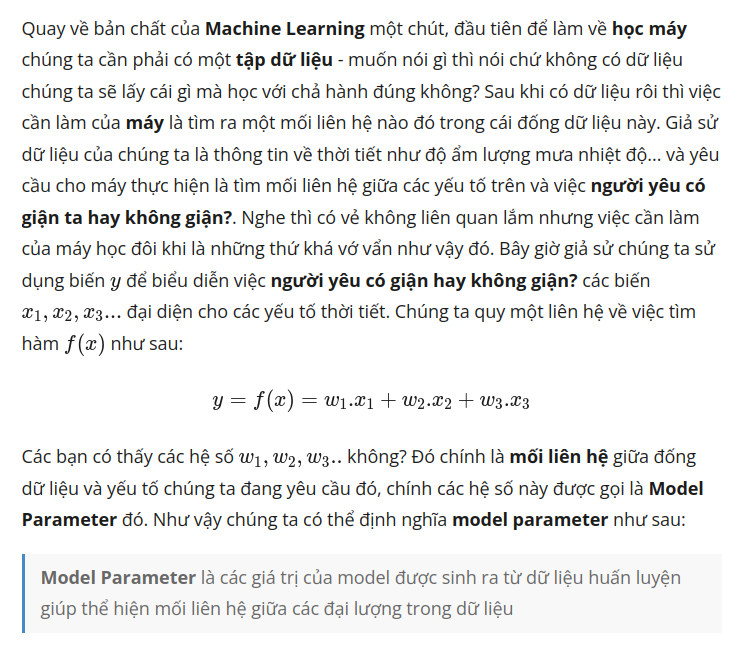 Quay về bản chất của Machine Learning một chút, đầu tiên để làm về học máy
chúng ta cần phải có một tập dữ liệu - muốn nói gì thì nói chứ không có dữ liệu
chúng ta sẽ lấy cái gì mà học với chả hành đúng không? Sau khi có dữ liệu rôi thì việc
cần làm của máy là tìm ra một mối liên hệ nào đó trong cái đống dữ liệu này. Giả sử
dữ liệu của chúng ta là thông tin về thời tiết như độ ẩm lượng mưa nhiệt độ... và yêu
cầu cho máy thực hiện là tìm mối liên hệ giữa các yếu tố trên và việc người yêu có
giận ta hay không giận?. Nghe thì có vẻ không liên quan lắm nhưng việc cần làm
của máy học đôi khi là những thứ khá vớ vẩn như vậy đó. Bây giờ giả sử chúng ta sử
dụng biến y để biểu diễn việc người yêu có giận hay không giận? các biến
x₁, x₂, x₃... đại diện cho các yếu tố thời tiết. Chúng ta quy một liên hệ về việc tìm
hàm f(x) như sau:
y = f(x) = w₁.x₁ + w₂.x₂ + w₃.x₃
Các bạn có thấy các hệ số w₁, w₂, w₃.. không? Đó chính là mối liên hệ giữa đống
dữ liệu và yếu tố chúng ta đang yêu cầu đó, chính các hệ số này được gọi là Model
Parameter đó. Như vậy chúng ta có thể định nghĩa model parameter như sau:
Model Parameter là các giá trị của model được sinh ra từ dữ liệu huấn luyện
giúp thể hiện mối liên hệ giữa các đại lượng trong dữ liệu